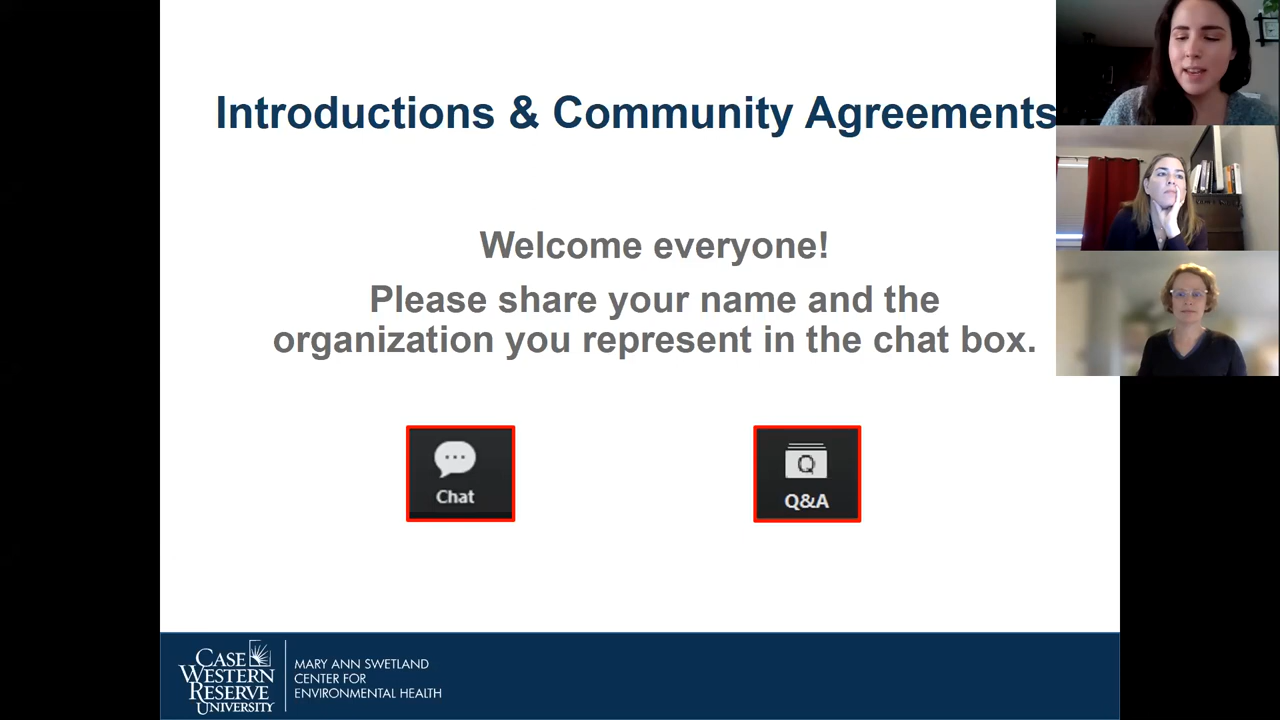 Introductions & Community Agreements
Welcome everyone!
Please share your name and the
organization you represent in the chat box.
Chat
Q
Q&A
CASE
WESTERN
RESERVE
UNIVERSITY
MARY ANN SWETLAND
CENTER FOR
ENVIRONMENTAL HEALTH